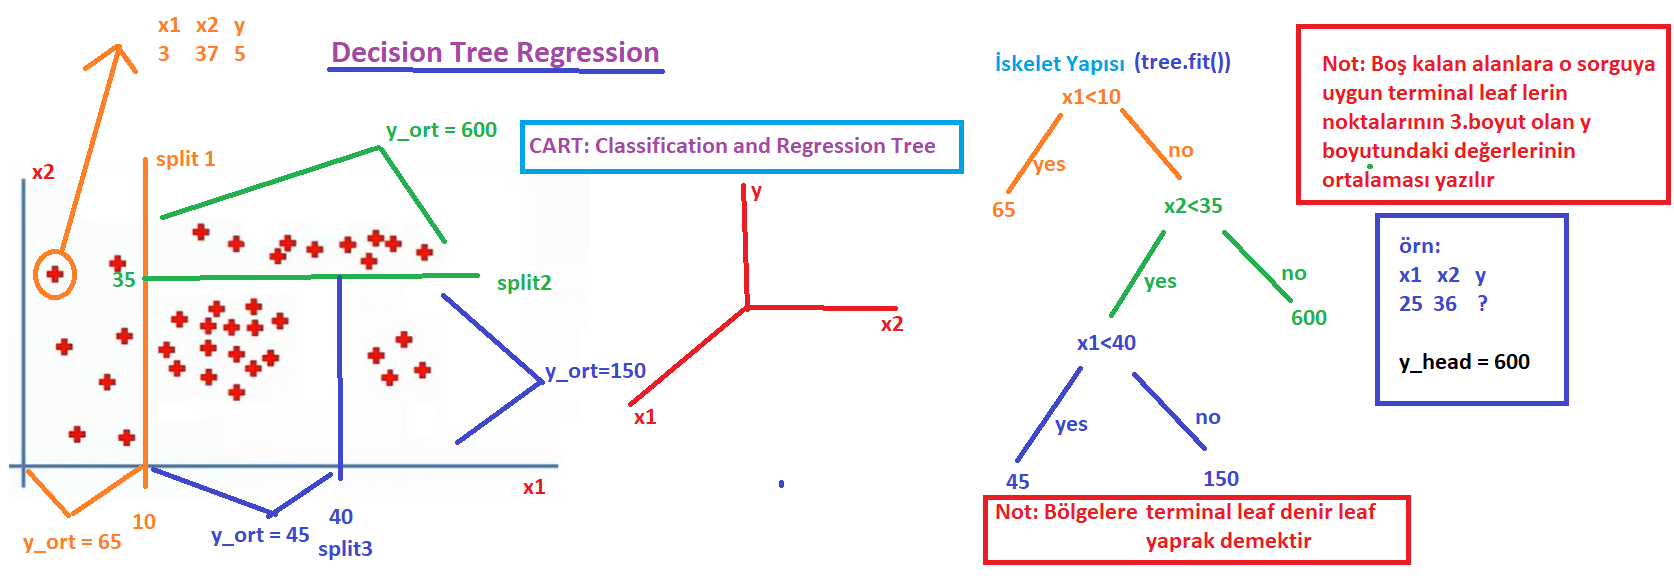 x1 x2 y
3 37 5
Decision Tree Regression
y_ort = 600
CART: Classification and Regression Tree
split 1
x2
35
split2
y_ort=150
x1
10
40
y_ort = 65
y_ort = 45
split3
y
x2
x1
İskelet Yapısı (tree.fit())
x1<10
yes
no
65
x2<35
yes
no
600
x1<40
yes
no
45
150
Not: Boş kalan alanlara o sorguya
uygun terminal leaf lerin
noktalarının 3.boyut olan y
boyutundaki değerlerinin
ortalaması yazılır
örn:
x1 x2 y
25 36 ?
y_head = 600
Not: Bölgelere terminal leaf denir leaf
yaprak demektir